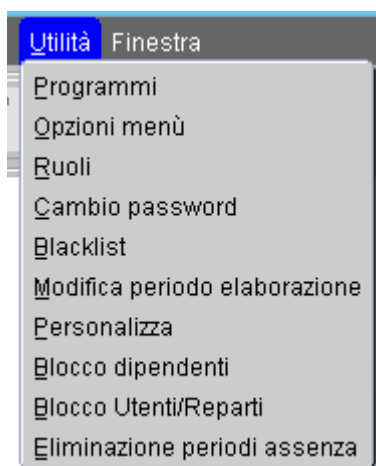 Utilità Finestra
Programmi
Opzioni menù
Ruoli
Cambio password
Blacklist
Modifica periodo elaborazione
Personalizza
Blocco dipendenti
Blocco Utenti/Reparti
Eliminazione periodi assenza